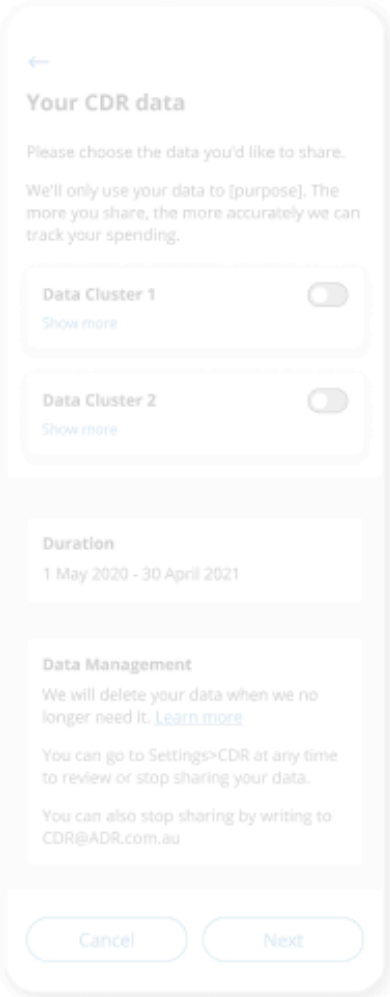 ←
Your CDR data
Please choose the data you'd like to share.
We'll only use your data to [purpose]. The
more you share, the more accurately we can
track your spending.
Data Cluster 1
Show more
Data Cluster 2
Show more
Duration
1 May 2020 - 30 April 2021
Data Management
We will delete your data when we no
longer need it. Learn more
You can go to Settings>CDR at any time
to review or stop sharing your data.
You can also stop sharing by writing to
CDR@ADR.com.au
Cancel
Next